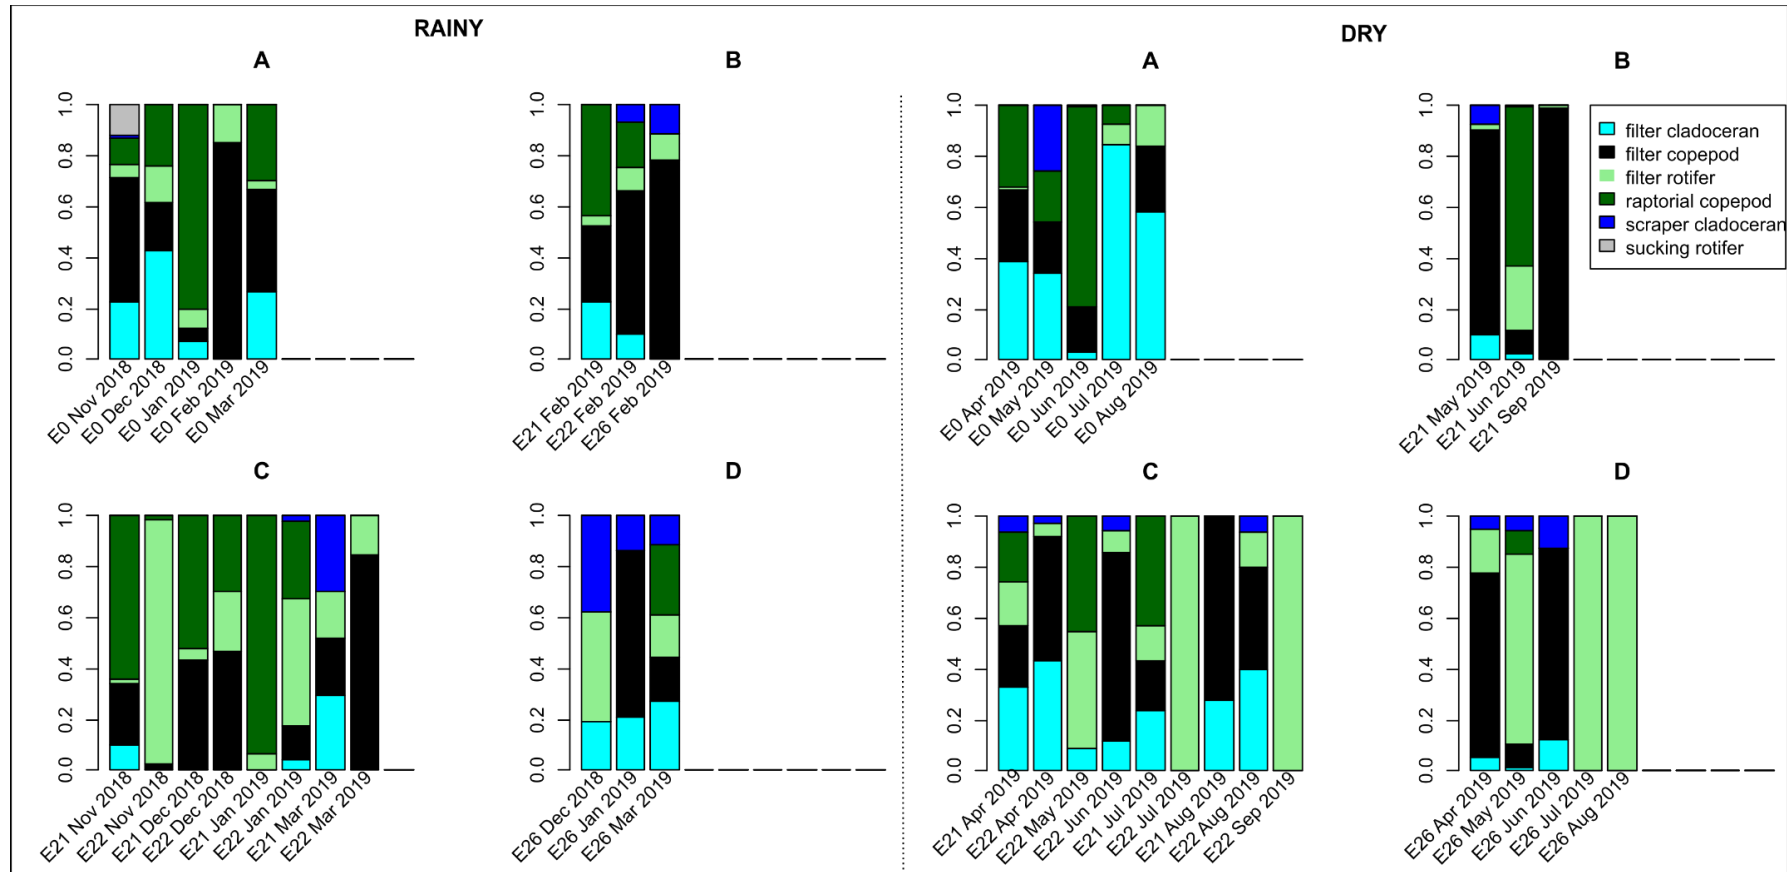 RAINY
DRY
A
B
A
B
0.0 0.2 0.4 0.6 0.8 1.0
E0 Nov 2018
E0 Dec 2018
E0 Jan 2019
E0 Feb 2019
E0 Mar 2019
0.0 0.2 0.4 0.6 0.8 1.0
E21 Feb 2019
E22 Feb 2019
E26 Feb 2019
0.0 0.2 0.4 0.6 0.8 1.0
E0 Apr 2019
E0 May 2019
E0 Jun 2019
E0 Jul 2019
E0 Aug 2019
0.0 0.2 0.4 0.6 0.8 1.0
E21 May 2019
E21 Jun 2019
E21 Sep 2019
filter cladoceran
filter copepod
filter rotifer
raptorial copepod
scraper cladoceran
sucking rotifer
C
D
C
D
0.0 0.2 0.4 0.6 0.8 1.0
E21 Nov 2018
E22 Nov 2018
E21 Dec 2018
E22 Dec 2018
E21 Jan 2019
E22 Jan 2019
E21 Mar 2019
E22 Mar 2019
0.0 0.2 0.4 0.6 0.8 1.0
E26 Dec 2018
E26 Jan 2019
E26 Mar 2019
0.0 0.2 0.4 0.6 0.8 1.0
E21 Apr 2019
E22 Apr 2019
E22 May 2019
E22 Jun 2019
E21 Jul 2019
E22 Jul 2019
E21 Aug 2019
E22 Aug 2019
E22 Sep 2019
0.0 0.2 0.4 0.6 0.8 1.0
E26 Apr 2019
E26 May 2019
E26 Jun 2019
E26 Jul 2019
E26 Aug 2019